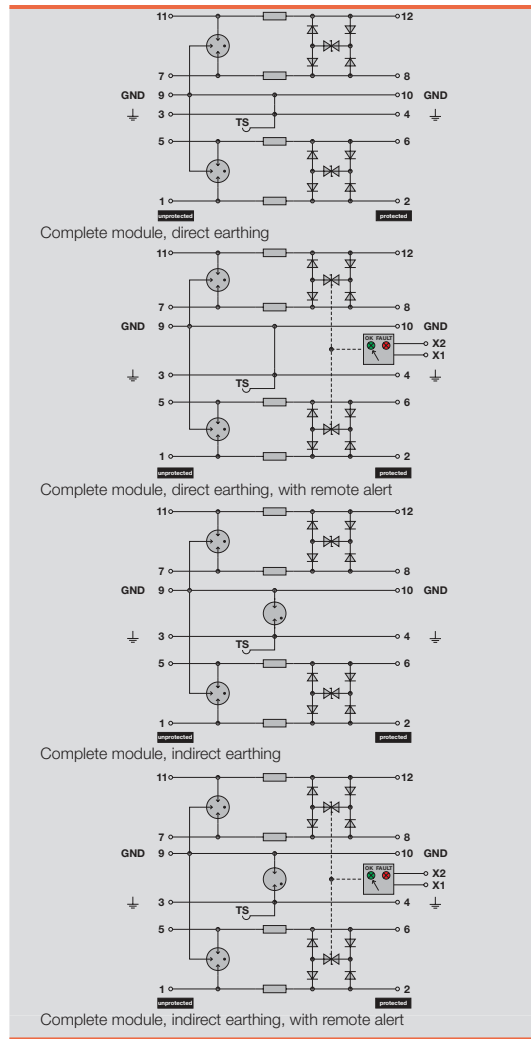 11 12
7 8
GND 9 10 GND
3 4
TS
5 6
1 2
unprotected protected
Complete module, direct earthing
11 12
7 8
GND 9 10 GND
OK FAULT X2
X1
3 4
TS
5 6
1 2
unprotected protected
Complete module, direct earthing, with remote alert
11 12
7 8
GND 9 10 GND
3 4
TS
5 6
1 2
unprotected protected
Complete module, indirect earthing
11 12
7 8
GND 9 10 GND
OK FAULT X2
X1
3 4
TS
5 6
1 2
unprotected protected
Complete module, indirect earthing, with remote alert